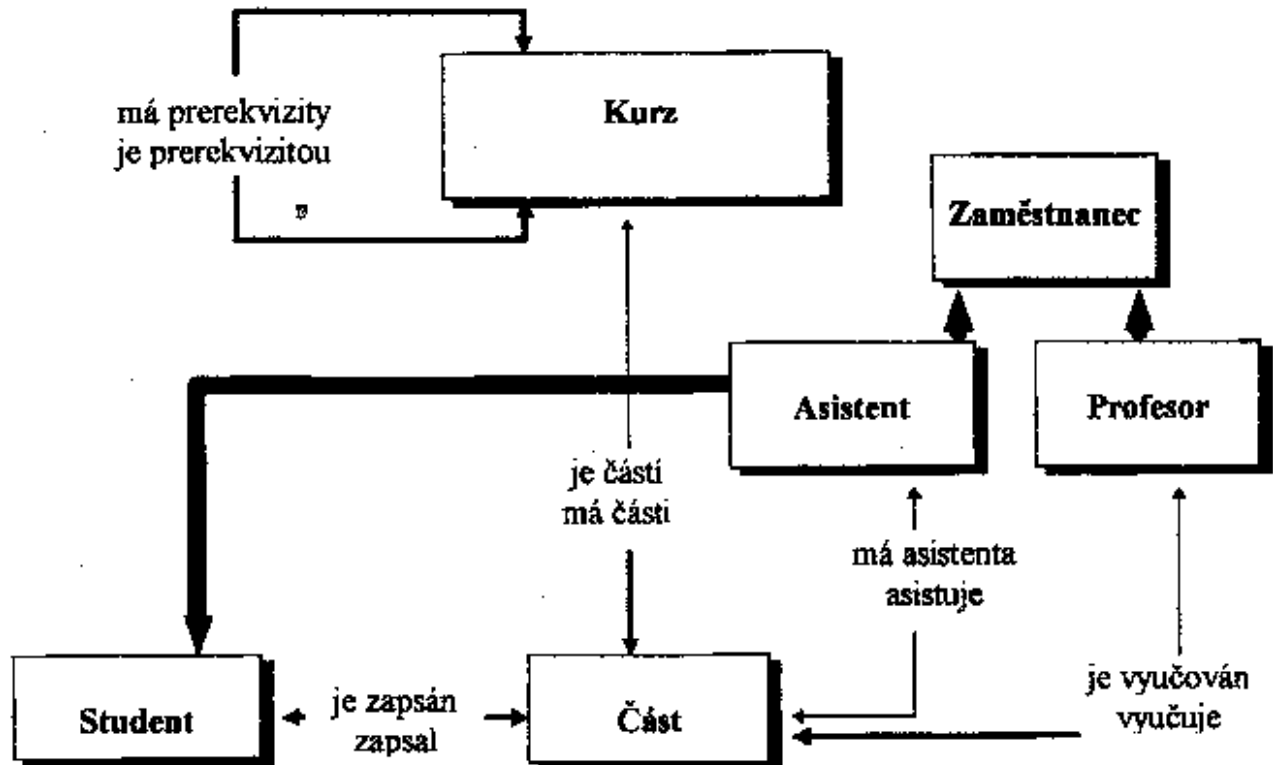 Kurz
má prerekvizity
je prerekvizitou
Zaměstnanec
Asistent
Profesor
je částí
má části
má asistenta
asistuje
je vyučován
vyučuje
Student
je zapsán
zapsal
Část